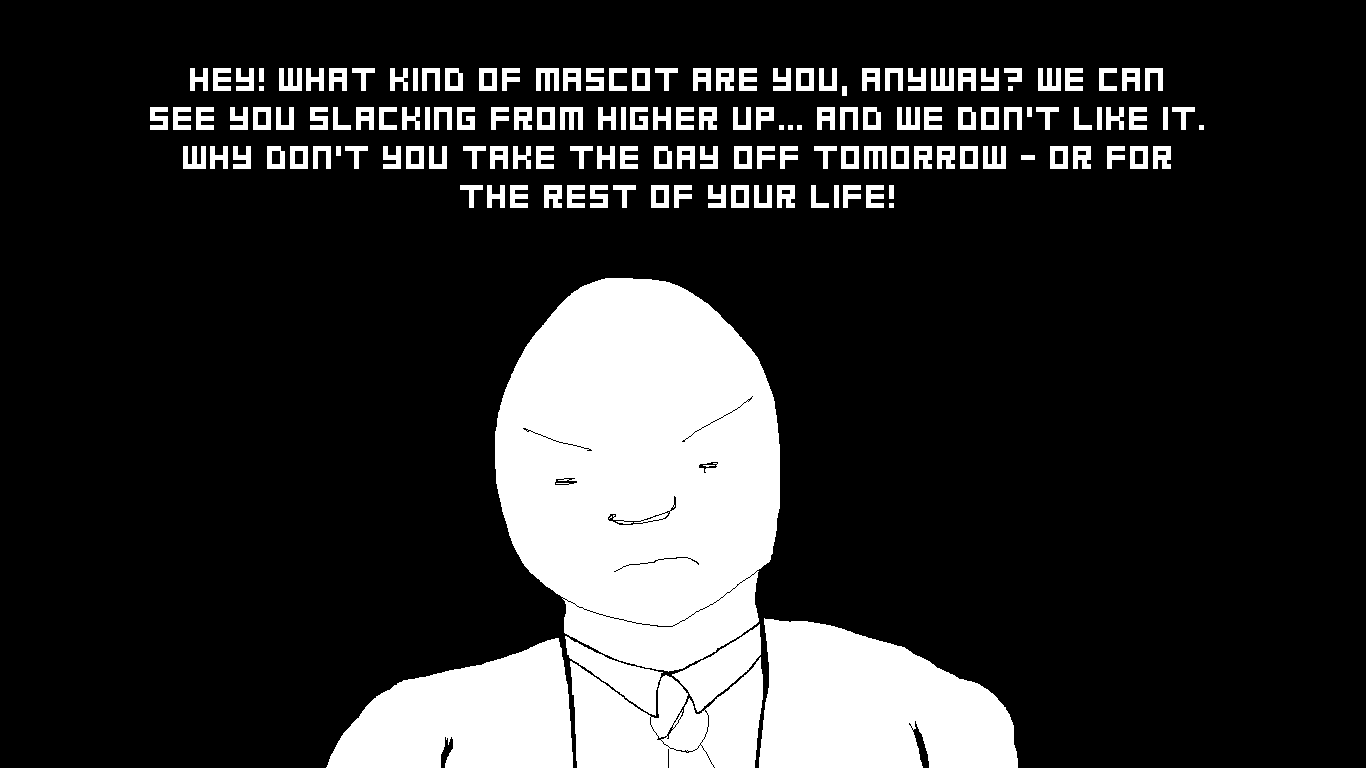 HEY! WHAT KIND OF MASCOT ARE YOU, ANYWAY? WE CAN
SEE YOU SLACKING FROM HIGHER UP... AND WE DON'T LIKE IT.
WHY DON'T YOU TAKE THE DAY OFF TOMORROW - OR FOR
THE REST OF YOUR LIFE!